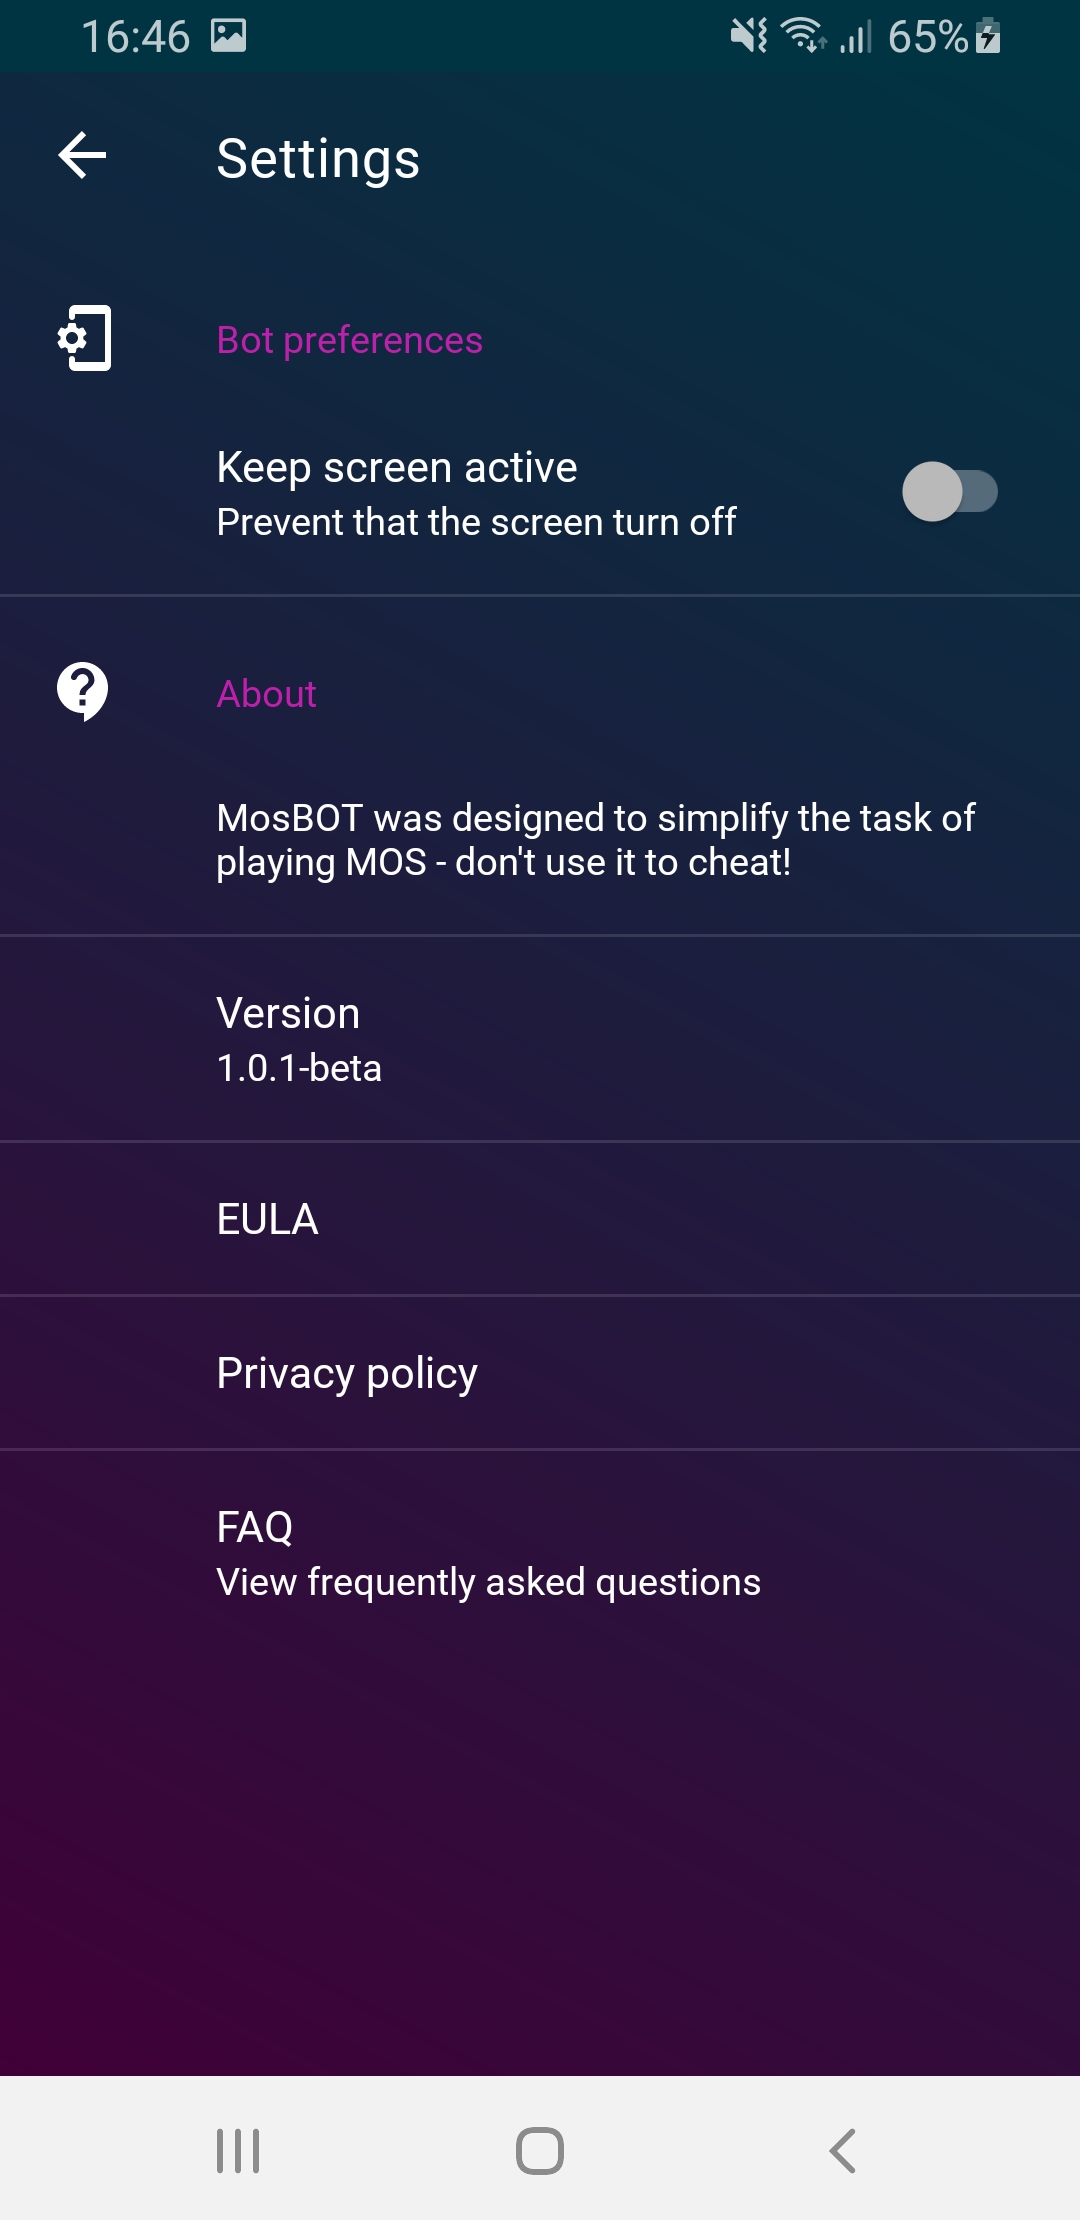 16:46
65%
Settings
Bot preferences
Keep screen active
Prevent that the screen turn off
About
MosBOT was designed to simplify the task of
playing MOS - don't use it to cheat!
Version
1.0.1-beta
EULA
Privacy policy
FAQ
View frequently asked questions